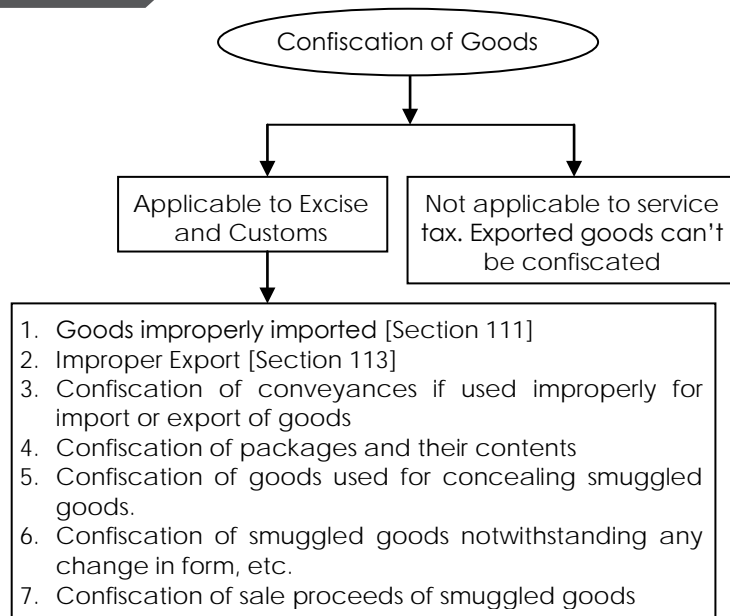 Confiscation of Goods
Applicable to Excise
and Customs
Not applicable to service
tax. Exported goods can't
be confiscated
1. Goods improperly imported [Section 111]
2. Improper Export [Section 113]
3. Confiscation of conveyances if used improperly for
import or export of goods
4. Confiscation of packages and their contents
5. Confiscation of goods used for concealing smuggled
goods.
6. Confiscation of smuggled goods notwithstanding any
change in form, etc.
7. Confiscation of sale proceeds of smuggled goods